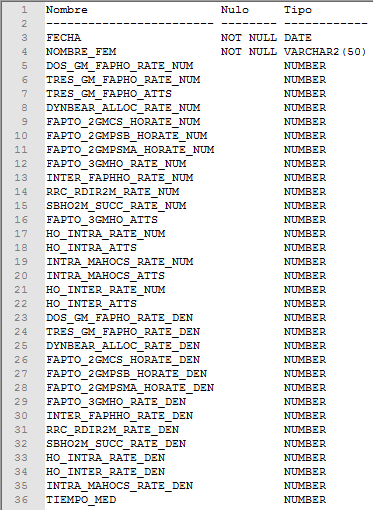 1 Nombre Nulo Tipo
2 ------------------------ -------- ------------
3 FECHA NOT NULL DATE
4 NOMBRE_FEM NOT NULL VARCHAR2(50)
5 DOS_GM_FAPHO_RATE_NUM NUMBER
6 TRES_GM_FAPHO_RATE_NUM NUMBER
7 TRES_GM_FAPHO_ATTS NUMBER
8 DYNBEAR_ALLOC_RATE_NUM NUMBER
9 FAPTO_2GMCS_HORATE_NUM NUMBER
10 FAPTO_2GMPSB_HORATE_NUM NUMBER
11 FAPTO_2GMPSMA_HORATE_NUM NUMBER
12 FAPTO_3GMHO_RATE_NUM NUMBER
13 INTER_FAPHHO_RATE_NUM NUMBER
14 RRC_RDIR2M_RATE_NUM NUMBER
15 SBHO2M_SUCC_RATE_NUM NUMBER
16 FAPTO_3GMHO_ATTS NUMBER
17 HO_INTRA_RATE_NUM NUMBER
18 HO_INTRA_ATTS NUMBER
19 INTRA_MAHOCS_RATE_NUM NUMBER
20 INTRA_MAHOCS_ATTS NUMBER
21 HO_INTER_RATE_NUM NUMBER
22 HO_INTER_ATTS NUMBER
23 DOS_GM_FAPHO_RATE_DEN NUMBER
24 TRES_GM_FAPHO_RATE_DEN NUMBER
25 DYNBEAR_ALLOC_RATE_DEN NUMBER
26 FAPTO_2GMCS_HORATE_DEN NUMBER
27 FAPTO_2GMPSB_HORATE_DEN NUMBER
28 FAPTO_2GMPSMA_HORATE_DEN NUMBER
29 FAPTO_3GMHO_RATE_DEN NUMBER
30 INTER_FAPHHO_RATE_DEN NUMBER
31 RRC_RDIR2M_RATE_DEN NUMBER
32 SBHO2M_SUCC_RATE_DEN NUMBER
33 HO_INTRA_RATE_DEN NUMBER
34 HO_INTER_RATE_DEN NUMBER
35 INTRA_MAHOCS_RATE_DEN NUMBER
36 TIEMPO_MED NUMBER